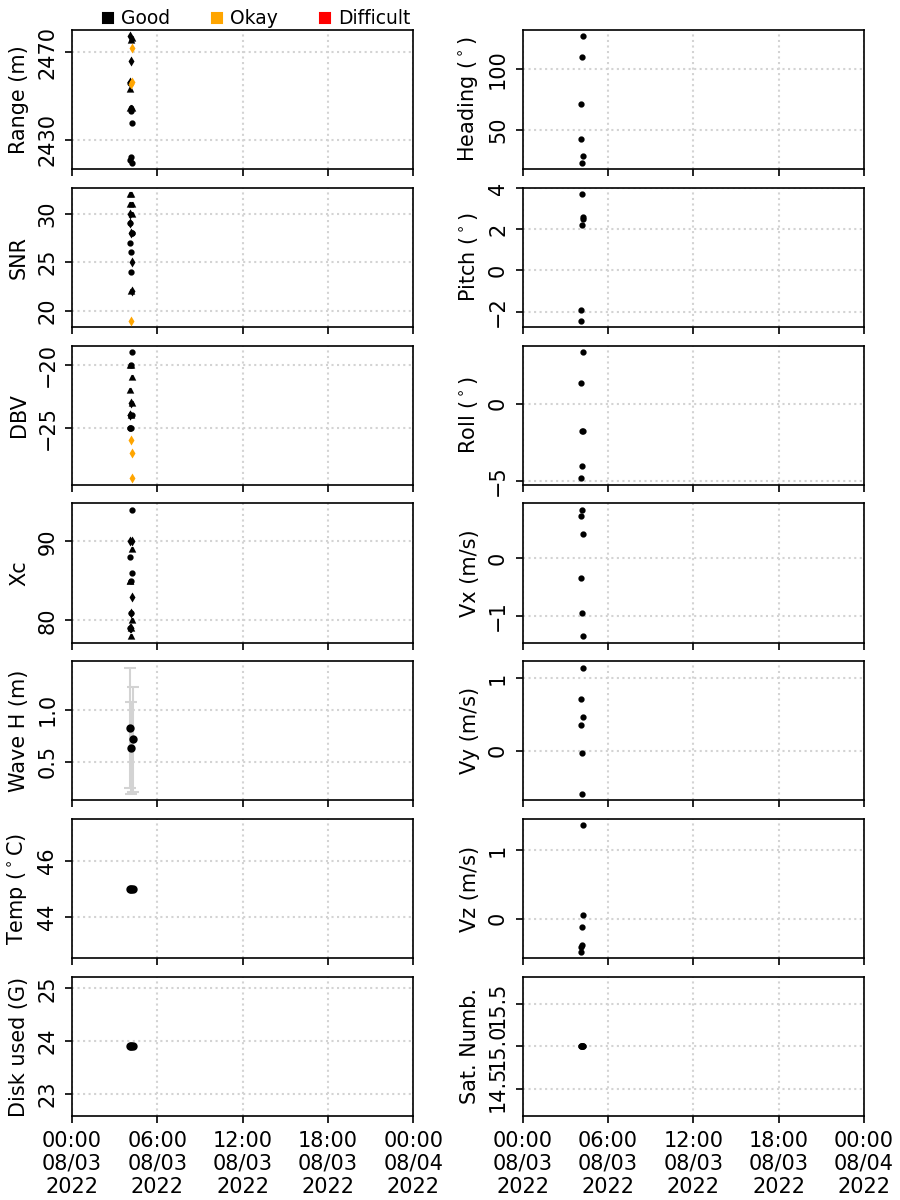 Good Okay Difficult
Range (m)
2470
2430
Heading (°)
100
50
SNR
30
25
20
Pitch (°)
4
2
0
−2
DBV
−20
−25
Roll (°)
0
−5
Xc
90
80
Vx (m/s)
0
−1
Wave H (m)
1.0
0.5
Vy (m/s)
1
0
Temp (°C)
46
44
Vz (m/s)
1
0
Disk used (G)
25
24
23
Sat. Numb.
15.5
15.0
14.5
00:00 06:00 12:00 18:00 00:00
08/03 08/03 08/03 08/03 08/04
2022 2022 2022 2022 2022
00:00 06:00 12:00 18:00 00:00
08/03 08/03 08/03 08/03 08/04
2022 2022 2022 2022 2022